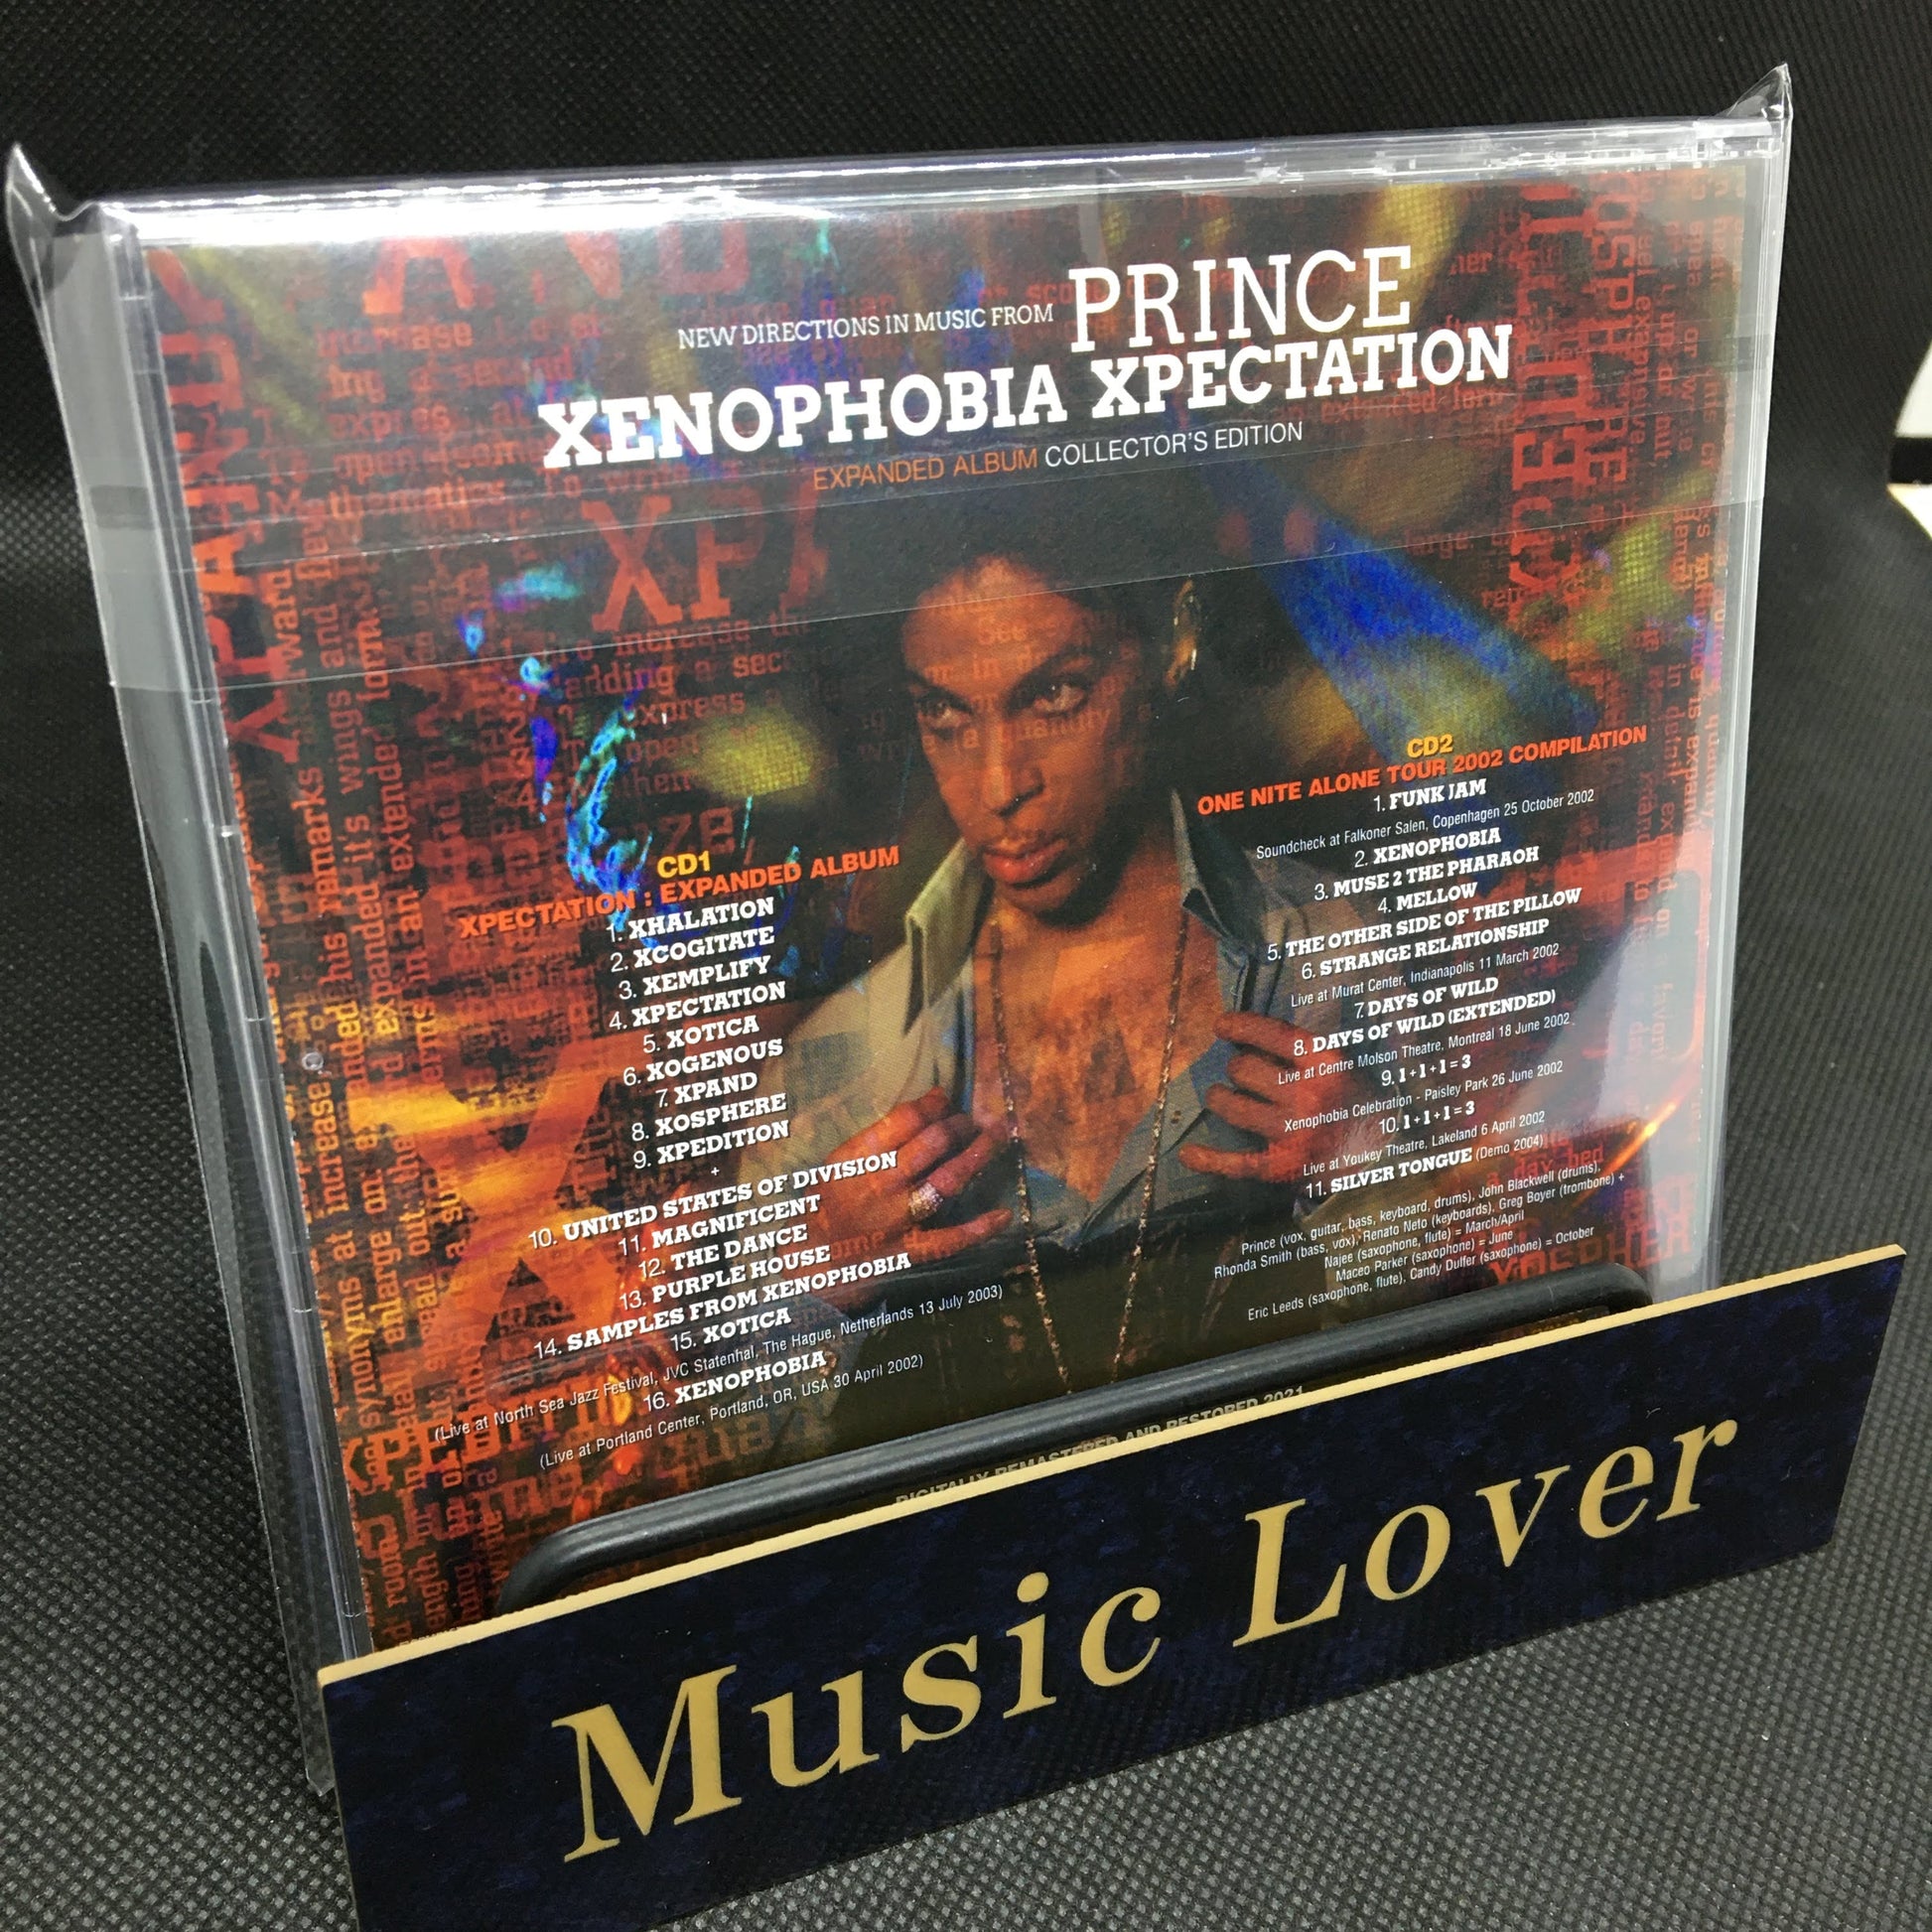 NEW DIRECTIONS IN MUSIC FROM PRINCE
XENOPHOBIA XPECTATION
EXPANDED ALBUM COLLECTOR'S EDITION
CD1
XPECTATION : EXPANDED ALBUM
1. XHALATION
2. XCOGITATE
3. XEMPLIFY
4. XPECTATION
5. XOTICA
6. XOGENOUS
7. XPAND
8. XOSPHERE
9. XPEDITION
+
10. UNITED STATES OF DIVISION
11. MAGNIFICENT
12. THE DANCE
13. PURPLE HOUSE
14. SAMPLES FROM XENOPHOBIA
15. XOTICA
(Live at North Sea Jazz Festival, JVC Statenhal, The Hague, Netherlands 13 July 2003)
16. XENOPHOBIA
(Live at Portland Center, Portland, OR, USA 30 April 2002)
CD2
ONE NITE ALONE TOUR 2002 COMPILATION
1. FUNK JAM
Soundcheck at Falkoner Salen, Copenhagen 25 October 2002
2. XENOPHOBIA
3. MUSE 2 THE PHARAOH
4. MELLOW
5. THE OTHER SIDE OF THE PILLOW
6. STRANGE RELATIONSHIP
Live at Murat Center, Indianapolis 11 March 2002
7. DAYS OF WILD
8. DAYS OF WILD (EXTENDED)
Live at Centre Molson Theatre, Montreal 18 June 2002
9. 1+1+1=3
Xenophobia Celebration - Paisley Park 26 June 2002
10. 1+1+1=3
Live at Youkey Theatre, Lakeland 6 April 2002
11. SILVER TONGUE (Demo 2004)
Prince (vox, guitar, bass, keyboard, drums), John Blackwell (drums),
Rhonda Smith (bass, vox), Renato Neto (keyboards), Greg Boyer (trombone) +
Najee (saxophone, flute) = March/April
Maceo Parker (saxophone) = June
Eric Leeds (saxophone, flute), Candy Dulfer (saxophone) = October
DIGITALLY REMASTERED AND RESTORED 2021
Music Lover